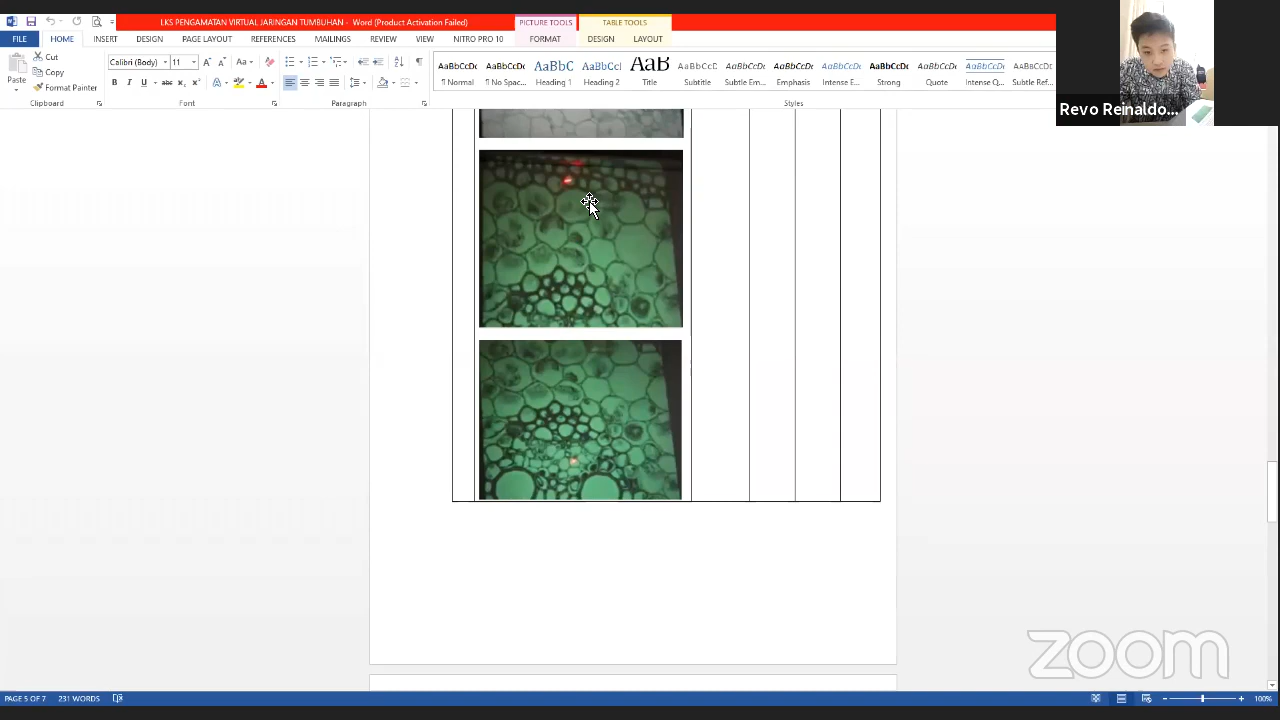 LKS PENGAMATAN VIRTUAL JARINGAN TUMBUHAN - Word (Product Activation Failed)
PICTURE TOOLS
TABLE TOOLS
FILE HOME INSERT DESIGN PAGE LAYOUT REFERENCES MAILINGS REVIEW VIEW NITRO PRO 10 FORMAT DESIGN LAYOUT
Cut
Copy
Format Painter
Paste
Clipboard
Calibri (Body) 11
Font
Paragraph
AaBbCcDc AaBbCcDc AaBbC AaBbCcI AaB AaBbCcD AaBbCcDc AaBbCcDc AaBbCcDc AaBbCcDc AaBbCcDc AaBbCcDc AaBbCcDc
¶ Normal ¶ No Spac... Heading 1 Heading 2 Title Subtitle Subtle Em... Emphasis Intense E... Strong Quote Intense Q... Subtle Ref...
Styles
Revo Reinaldo...
zoom
PAGE 5 OF 7 231 WORDS
100%